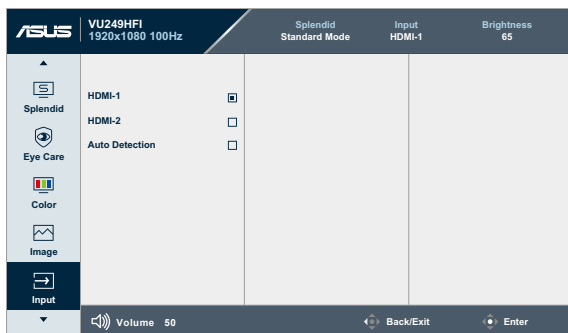 ASUS
VU249HFI
1920x1080 100Hz
Splendid
Standard Mode
Input
HDMI-1
Brightness
65
Splendid
Eye Care
Color
Image
Input
HDMI-1
HDMI-2
Auto Detection
Volume 50
Back/Exit
Enter